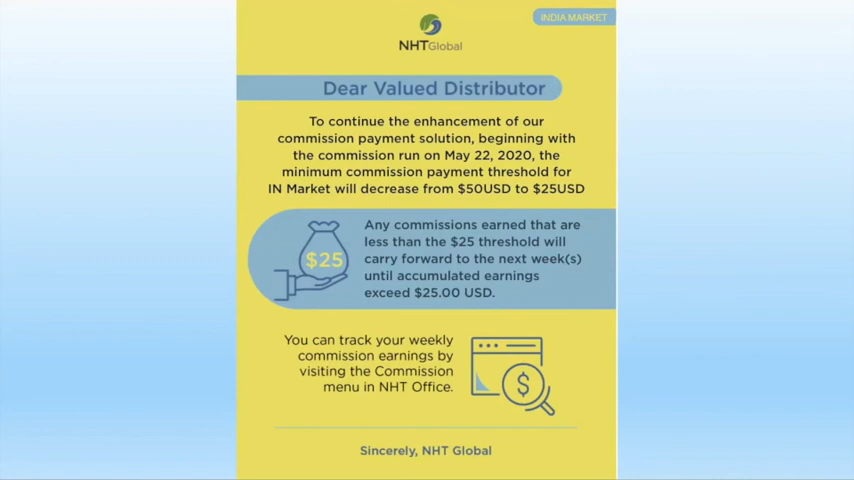 INDIA MARKET
NHTGlobal
Dear Valued Distributor
To continue the enhancement of our
commission payment solution, beginning with
the commission run on May 22, 2020, the
minimum commission payment threshold for
IN Market will decrease from $50USD to $25USD
$25
Any commissions earned that are
less than the $25 threshold will
carry forward to the next week(s)
until accumulated earnings
exceed $25.00 USD.
You can track your weekly
commission earnings by
visiting the Commission
menu in NHT Office.
$
Sincerely, NHT Global